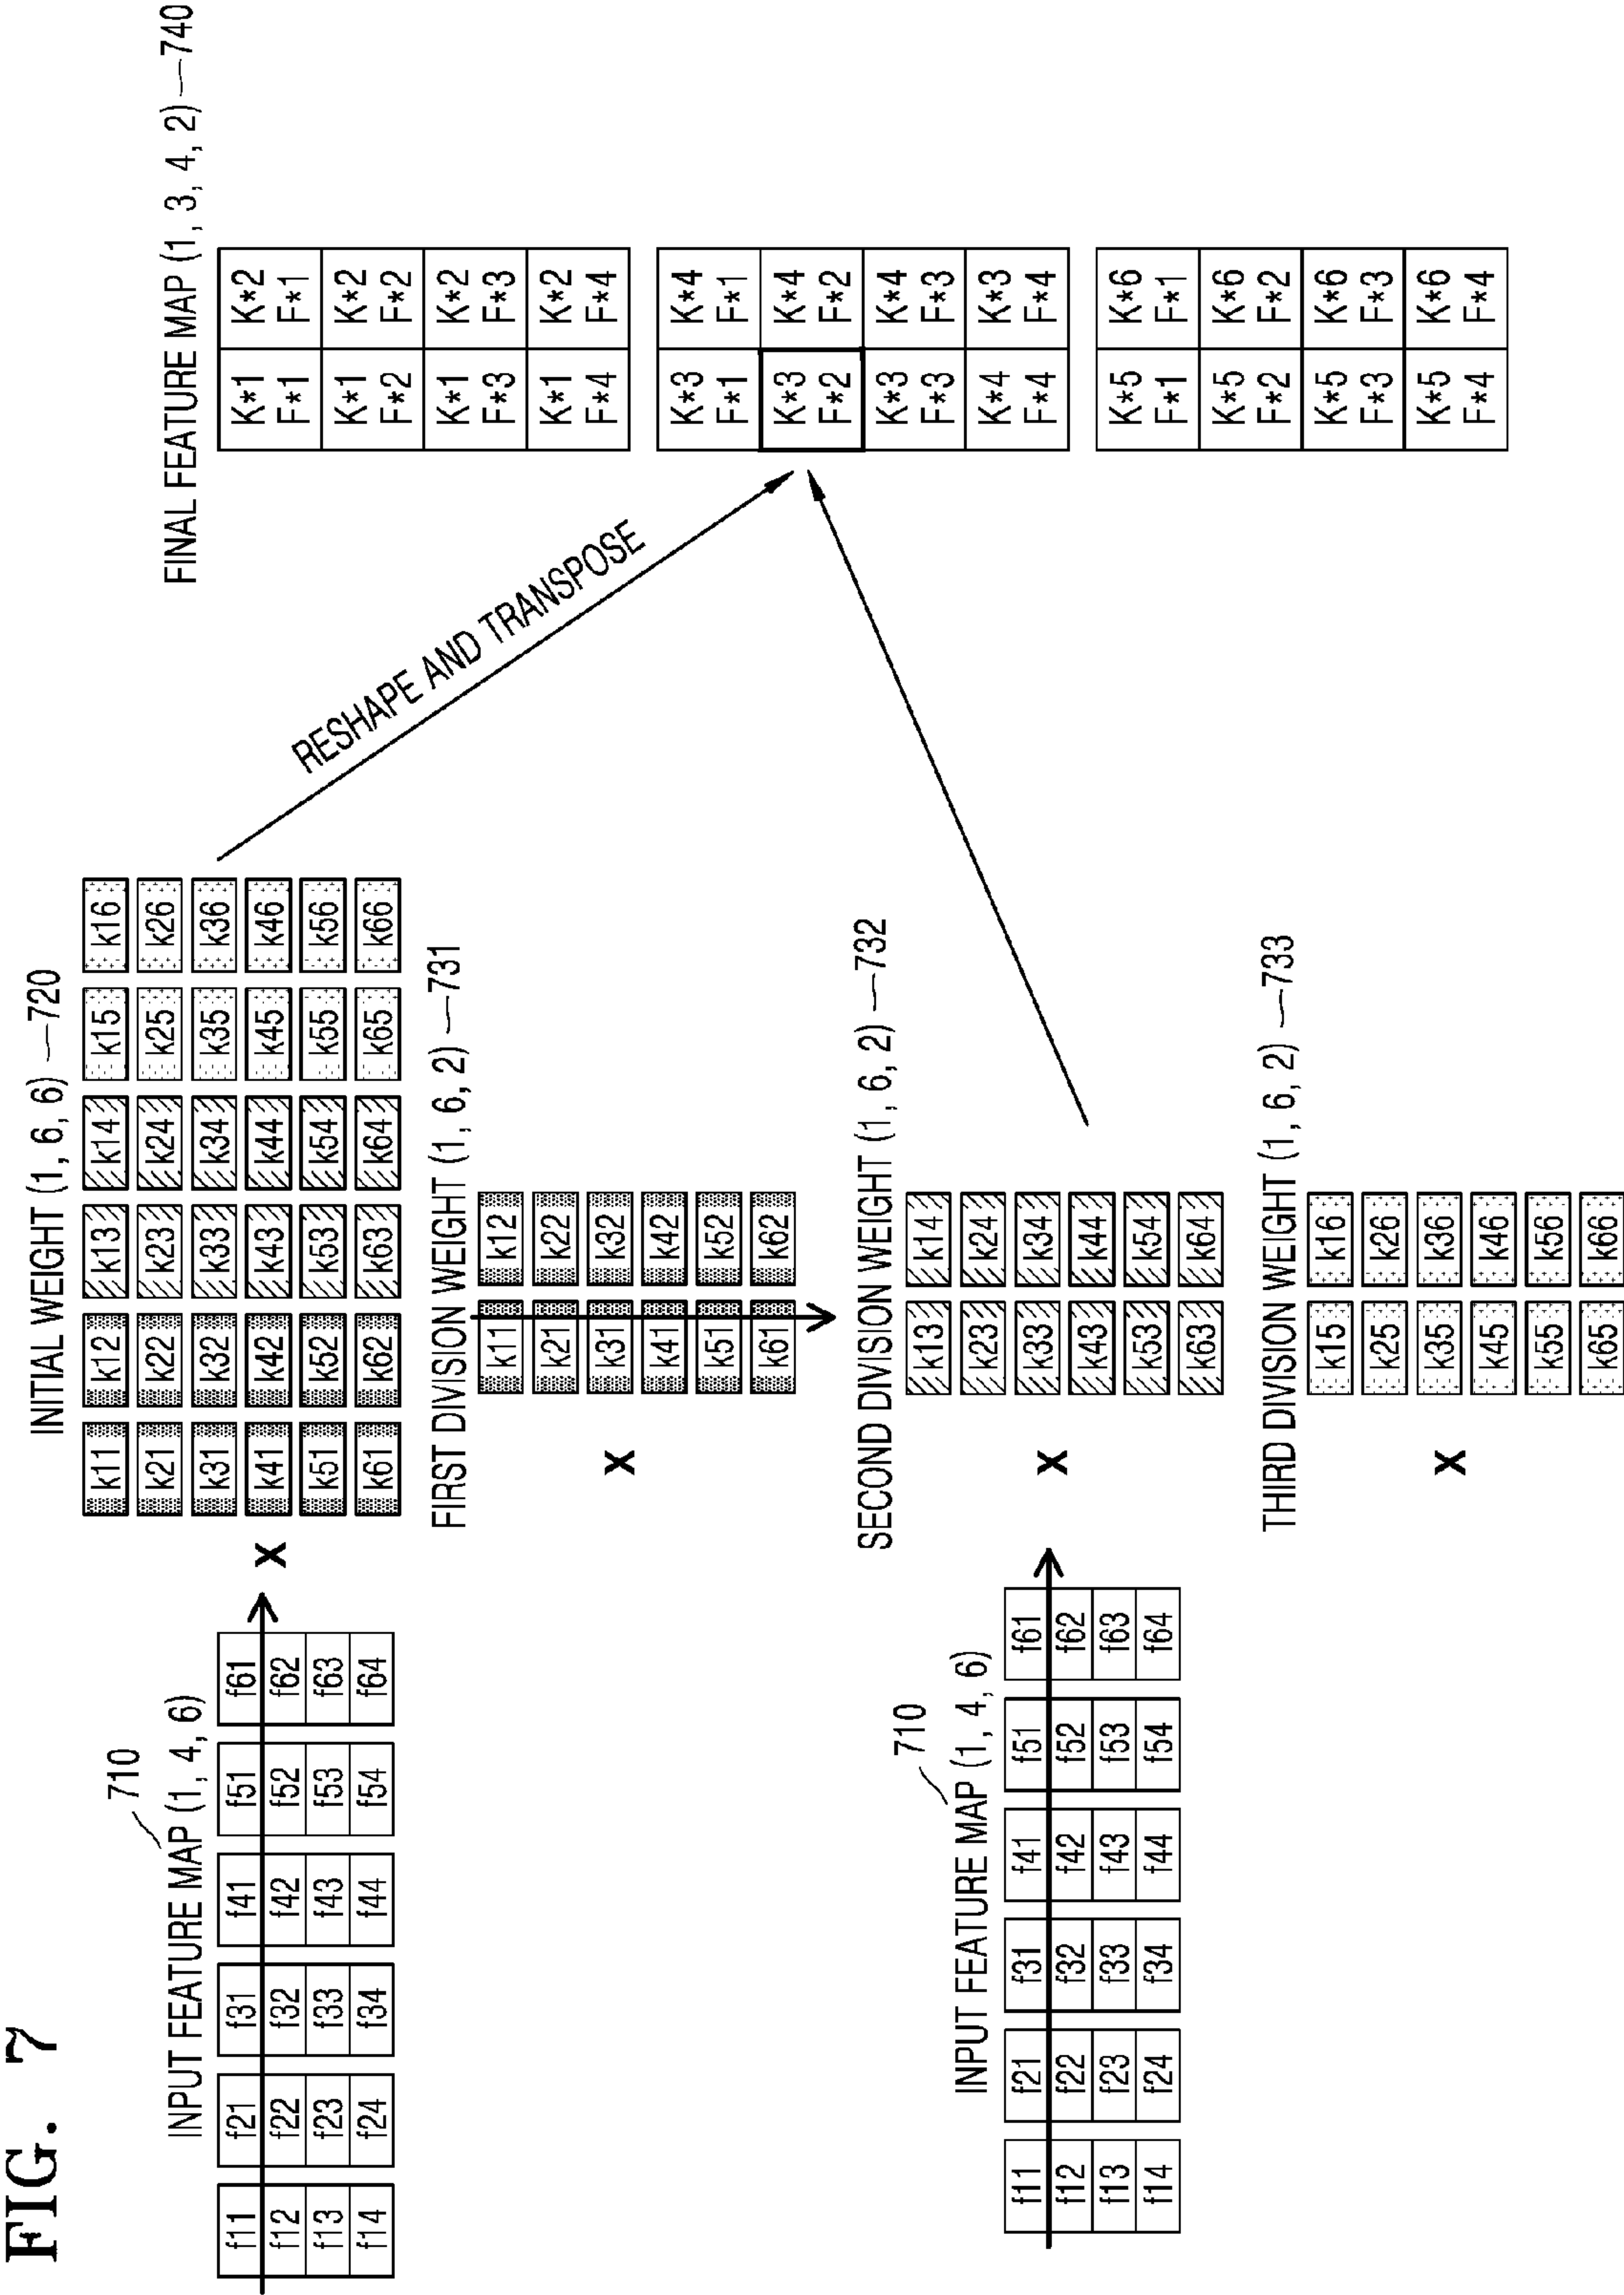 FIG. 7
710
INPUT FEATURE MAP (1, 4, 6)
f11 f21 f31 f41 f51 f61
f12 f22 f32 f42 f52 f62
f13 f23 f33 f43 f53 f63
f14 f24 f34 f44 f54 f64
X
INITIAL WEIGHT (1, 6, 6) 720
k11 k12 k13 k14 k15 k16
k21 k22 k23 k24 k25 k26
k31 k32 k33 k34 k35 k36
k41 k42 k43 k44 k45 k46
k51 k52 k53 k54 k55 k56
k61 k62 k63 k64 k65 k66
RESHAPE AND TRANSPOSE
FIRST DIVISION WEIGHT (1, 6, 2) 731
X
k11 k12
k21 k22
k31 k32
k41 k42
k51 k52
k61 k62
710
INPUT FEATURE MAP (1, 4, 6)
f11 f21 f31 f41 f51 f61
f12 f22 f32 f42 f52 f62
f13 f23 f33 f43 f53 f63
f14 f24 f34 f44 f54 f64
SECOND DIVISION WEIGHT (1, 6, 2) 732
X
k13 k14
k23 k24
k33 k34
k43 k44
k53 k54
k63 k64
THIRD DIVISION WEIGHT (1, 6, 2) 733
X
k15 k16
k25 k26
k35 k36
k45 k46
k55 k56
k65 k66
FINAL FEATURE MAP (1, 3, 4, 2) 740
K*1 K*2
F*1 F*1
K*1 K*2
F*2 F*2
K*1 K*2
F*3 F*3
K*1 K*2
F*4 F*4
K*3 K*4
F*1 F*1
K*3 K*4
F*2 F*2
K*3 K*4
F*3 F*3
K*4 K*3
F*4 F*4
K*5 K*6
F*1 F*1
K*5 K*6
F*2 F*2
K*5 K*6
F*3 F*3
K*5 K*6
F*4 F*4